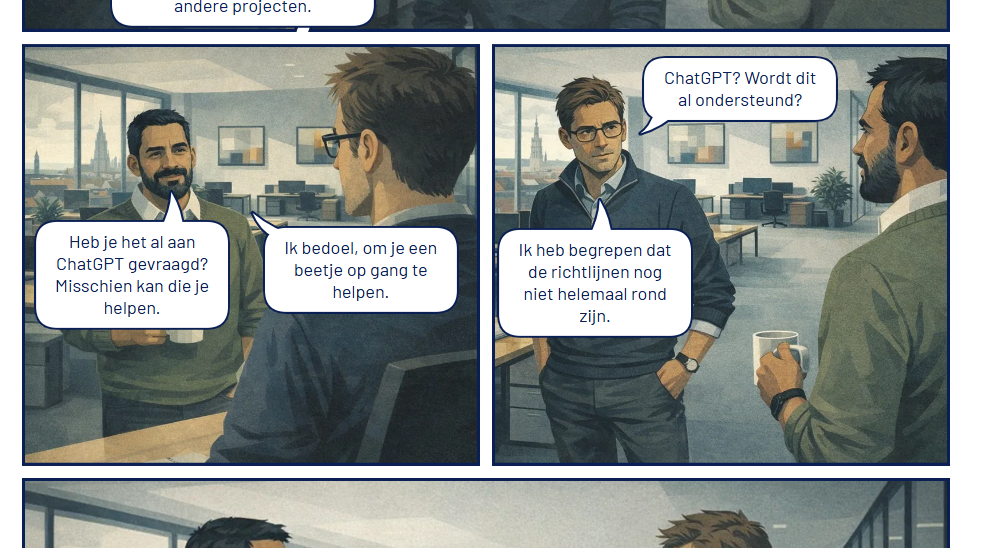 andere projecten.
Heb je het al aan
ChatGPT gevraagd?
Misschien kan die je
helpen.
Ik bedoel, om je een
beetje op gang te
helpen.
ChatGPT? Wordt dit
al ondersteund?
Ik heb begrepen dat
de richtlijnen nog
niet helemaal rond
zijn.